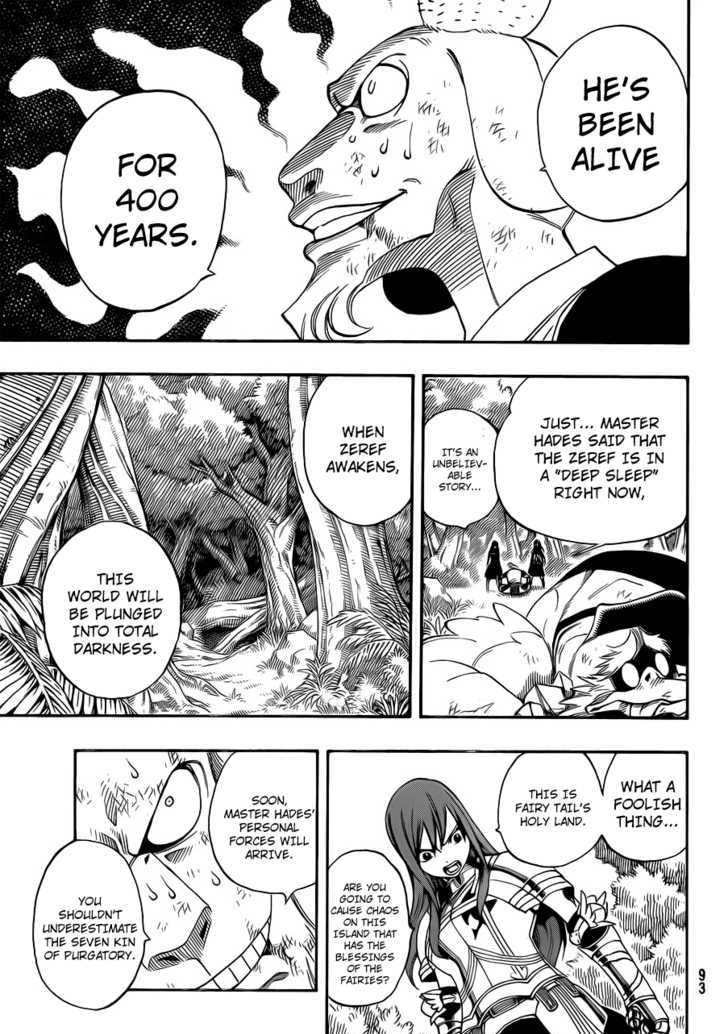 HE'S
BEEN
ALIVE
FOR
400
YEARS.
JUST... MASTER
HADES SAID THAT
THE ZEREF IS IN
A "DEEP SLEEP"
RIGHT NOW,
IT'S AN
UNBELIEV-
ABLE
STORY...
WHEN
ZEREF
AWAKENS,
THIS
WORLD WILL
BE PLUNGED
INTO TOTAL
DARKNESS.
WHAT A
FOOLISH
THING...
THIS IS
FAIRY TAIL'S
HOLY LAND.
ARE YOU
GOING TO
CAUSE CHAOS
ON THIS
ISLAND THAT
HAS THE
BLESSINGS
OF THE
FAIRIES?
SOON,
MASTER HADES'
PERSONAL
FORCES WILL
ARRIVE.
YOU
SHOULDN'T
UNDERESTIMATE
THE SEVEN KIN
OF PURGATORY.
93